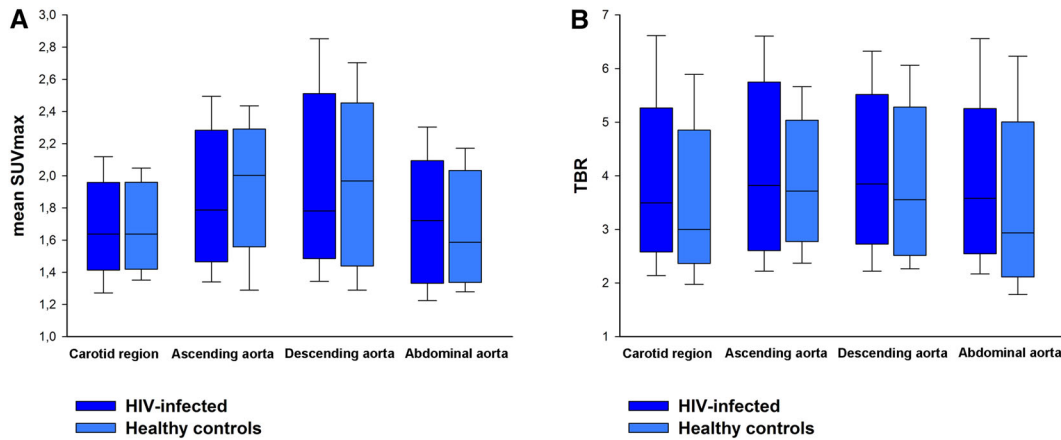 A
mean SUVmax
3,0
2,8
2,6
2,4
2,2
2,0
1,8
1,6
1,4
1,2
1,0
Carotid region Ascending aorta Descending aorta Abdominal aorta
HIV-infected
Healthy controls
B
TBR
7
6
5
4
3
2
1
Carotid region Ascending aorta Descending aorta Abdominal aorta
HIV-infected
Healthy controls